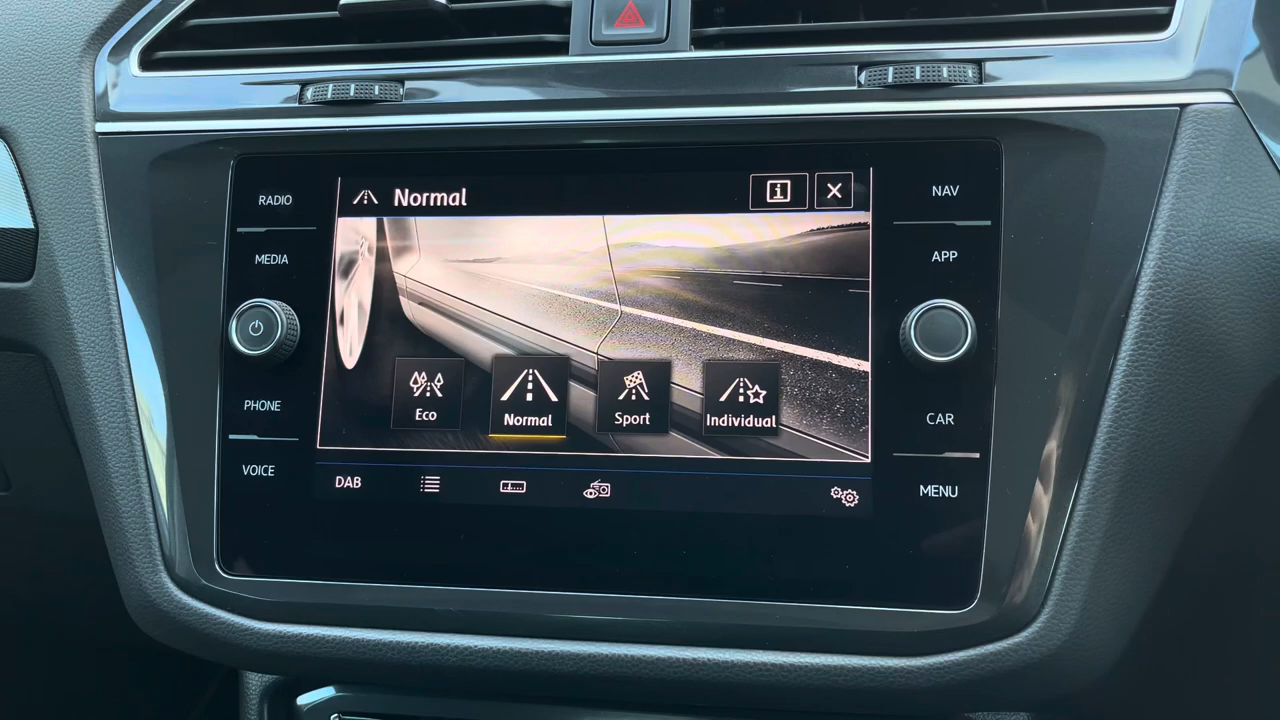 RADIO
MEDIA
PHONE
VOICE
Normal
Eco
Normal
Sport
Individual
DAB
NAV
APP
CAR
MENU